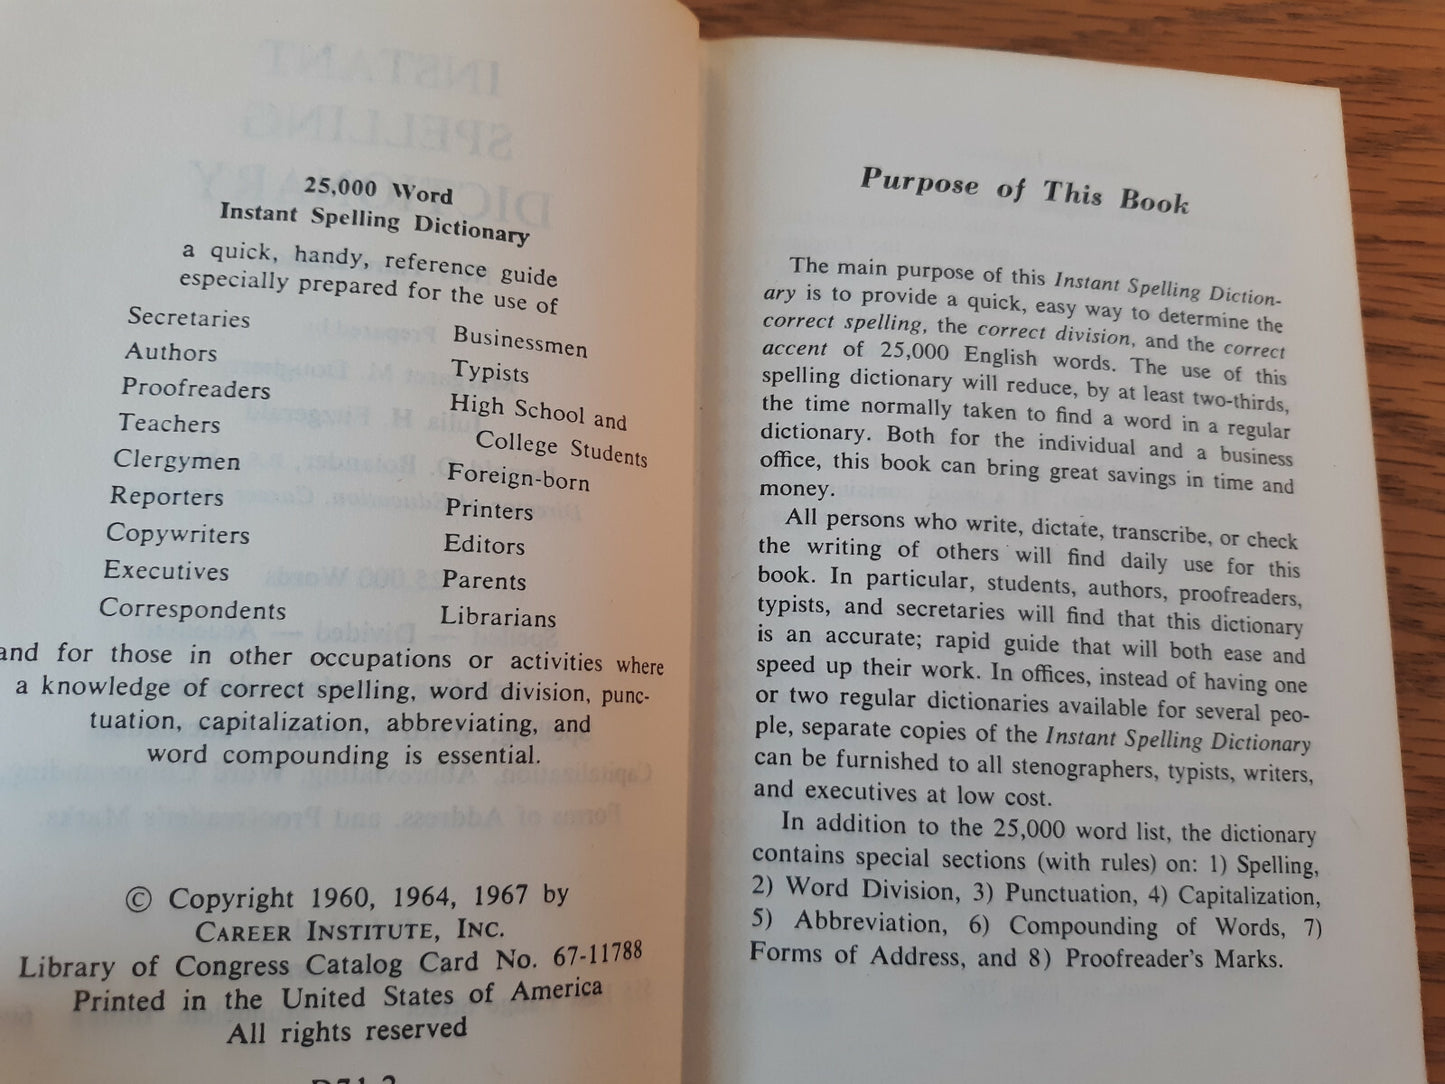 25,000 Word
Instant Spelling Dictionary
a quick, handy, reference guide
especially prepared for the use of
Secretaries
Authors
Proofreaders
Teachers
Clergymen
Reporters
Copywriters
Executives
Correspondents
Businessmen
Typists
High School and
College Students
Foreign-born
Printers
Editors
Parents
Librarians
and for those in other occupations or activities where
a knowledge of correct spelling, word division, punc-
tuation, capitalization, abbreviating, and
word compounding is essential.
© Copyright 1960, 1964, 1967 by
CAREER INSTITUTE, INC.
Library of Congress Catalog Card No. 67-11788
Printed in the United States of America
All rights reserved
Purpose of This Book
The main purpose of this Instant Spelling Diction-
ary is to provide a quick, easy way to determine the
correct spelling, the correct division, and the correct
accent of 25,000 English words. The use of this
spelling dictionary will reduce, by at least two-thirds,
the time normally taken to find a word in a regular
dictionary. Both for the individual and a business
office, this book can bring great savings in time and
money.
All persons who write, dictate, transcribe, or check
the writing of others will find daily use for this
book. In particular, students, authors, proofreaders,
typists, and secretaries will find that this dictionary
is an accurate; rapid guide that will both ease and
speed up their work. In offices, instead of having one
or two regular dictionaries available for several peo-
ple, separate copies of the Instant Spelling Dictionary
can be furnished to all stenographers, typists, writers,
and executives at low cost.
In addition to the 25,000 word list, the dictionary
contains special sections (with rules) on: 1) Spelling,
2) Word Division, 3) Punctuation, 4) Capitalization,
5) Abbreviation, 6) Compounding of Words, 7)
Forms of Address, and 8) Proofreader's Marks.